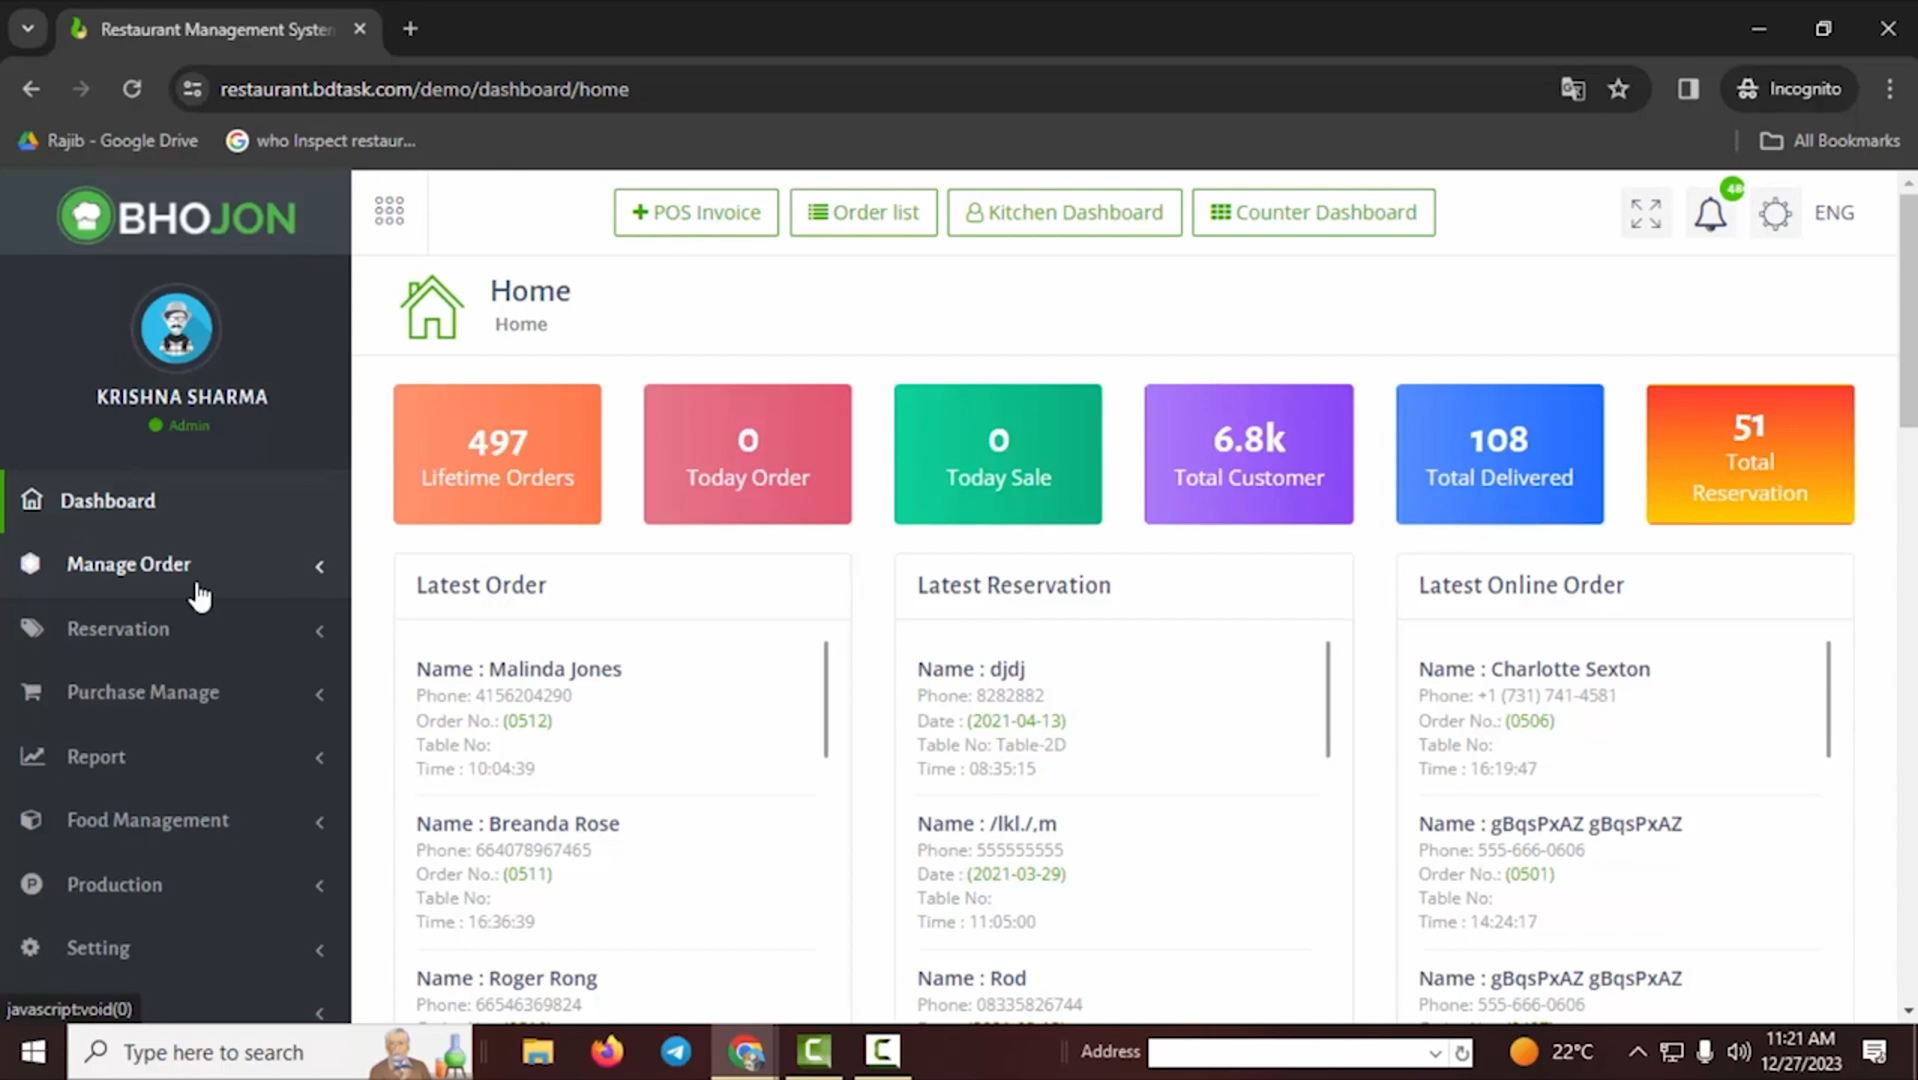 Restaurant Management System
restaurant.bdtask.com/demo/dashboard/home
Incognito
Rajib - Google Drive
who Inspect restaur...
All Bookmarks
BHOJON
POS Invoice
Order list
Kitchen Dashboard
Counter Dashboard
ENG
KRISHNA SHARMA
Admin
Dashboard
Manage Order
Reservation
Purchase Manage
Report
Food Management
Production
Setting
javascript:void(0)
Home
Home
497
Lifetime Orders
0
Today Order
0
Today Sale
6.8k
Total Customer
108
Total Delivered
51
Total
Reservation
Latest Order
Name : Malinda Jones
Phone: 4156204290
Order No.: (0512)
Table No:
Time : 10:04:39
Name : Breanda Rose
Phone: 664078967465
Order No.: (0511)
Table No:
Time : 16:36:39
Name : Roger Rong
Phone: 66546369824
Latest Reservation
Name : djdj
Phone: 8282882
Date : (2021-04-13)
Table No: Table-2D
Time : 08:35:15
Name : /lkl./,m
Phone: 555555555
Date : (2021-03-29)
Table No:
Time : 11:05:00
Name : Rod
Phone: 08335826744
Latest Online Order
Name : Charlotte Sexton
Phone: +1 (731) 741-4581
Order No.: (0506)
Table No:
Time : 16:19:47
Name : gBqsPxAZ gBqsPxAZ
Phone: 555-666-0606
Order No.: (0501)
Table No:
Time : 14:24:17
Name : gBqsPxAZ gBqsPxAZ
Phone: 555-666-0606
Type here to search
Address
22°C
11:21 AM
12/27/2023